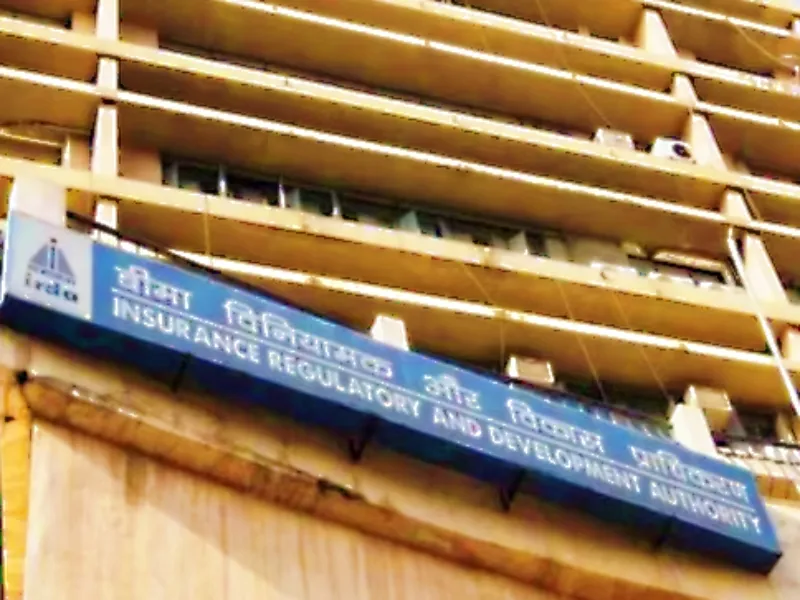 irda
बीमा विनियामक और विकास प्राधिकरण
INSURANCE REGULATORY AND DEVELOPMENT AUTHORITY